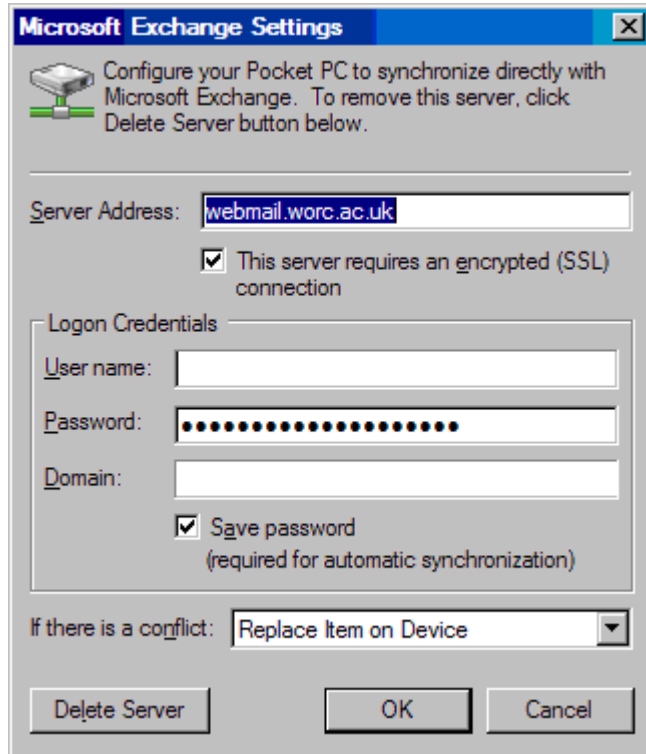 Microsoft Exchange Settings
Configure your Pocket PC to synchronize directly with
Microsoft Exchange.  To remove this server, click
Delete Server button below.
Server Address: webmail.worc.ac.uk
This server requires an encrypted (SSL)
connection
Logon Credentials
User name:
Password: ••••••••••••••••••••
Domain:
Save password
(required for automatic synchronization)
If there is a conflict: Replace Item on Device
Delete Server OK Cancel